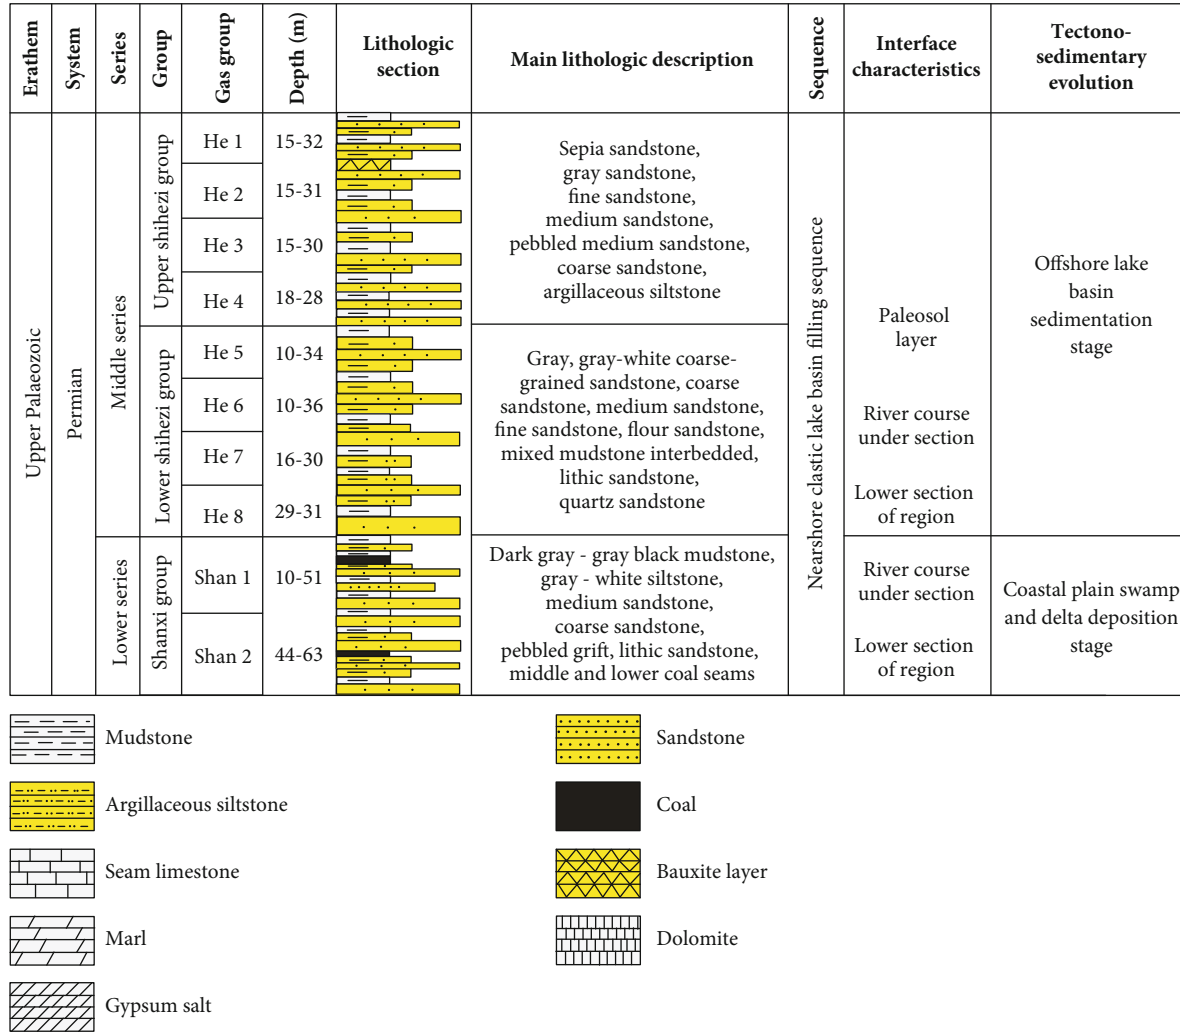 Erathem
System
Series
Group
Gas group
Depth (m)
Lithologic
section
Main lithologic description
Sequence
Interface
characteristics
Tectono-
sedimentary
evolution
Upper Palaeozoic
Permian
Middle series
Lower series
Upper shihezi group
Lower shihezi group
Shanxi group
He 1
15-32
He 2
15-31
He 3
15-30
He 4
18-28
He 5
10-34
He 6
10-36
He 7
16-30
He 8
29-31
Shan 1
10-51
Shan 2
44-63
Sepia sandstone,
gray sandstone,
fine sandstone,
medium sandstone,
pebbled medium sandstone,
coarse sandstone,
argillaceous siltstone
Gray, gray-white coarse-
grained sandstone, coarse
sandstone, medium sandstone,
fine sandstone, flour sandstone,
mixed mudstone interbedded,
lithic sandstone,
quartz sandstone
Dark gray - gray black mudstone,
gray - white siltstone,
medium sandstone,
coarse sandstone,
pebbled grift, lithic sandstone,
middle and lower coal seams
Nearshore clastic lake basin filling sequence
Paleosol
layer
River course
under section
Lower section
of region
River course
under section
Lower section
of region
Offshore lake
basin
sedimentation
stage
Coastal plain swamp
and delta deposition
stage
Mudstone
Sandstone
Argillaceous siltstone
Coal
Seam limestone
Bauxite layer
Marl
Dolomite
Gypsum salt